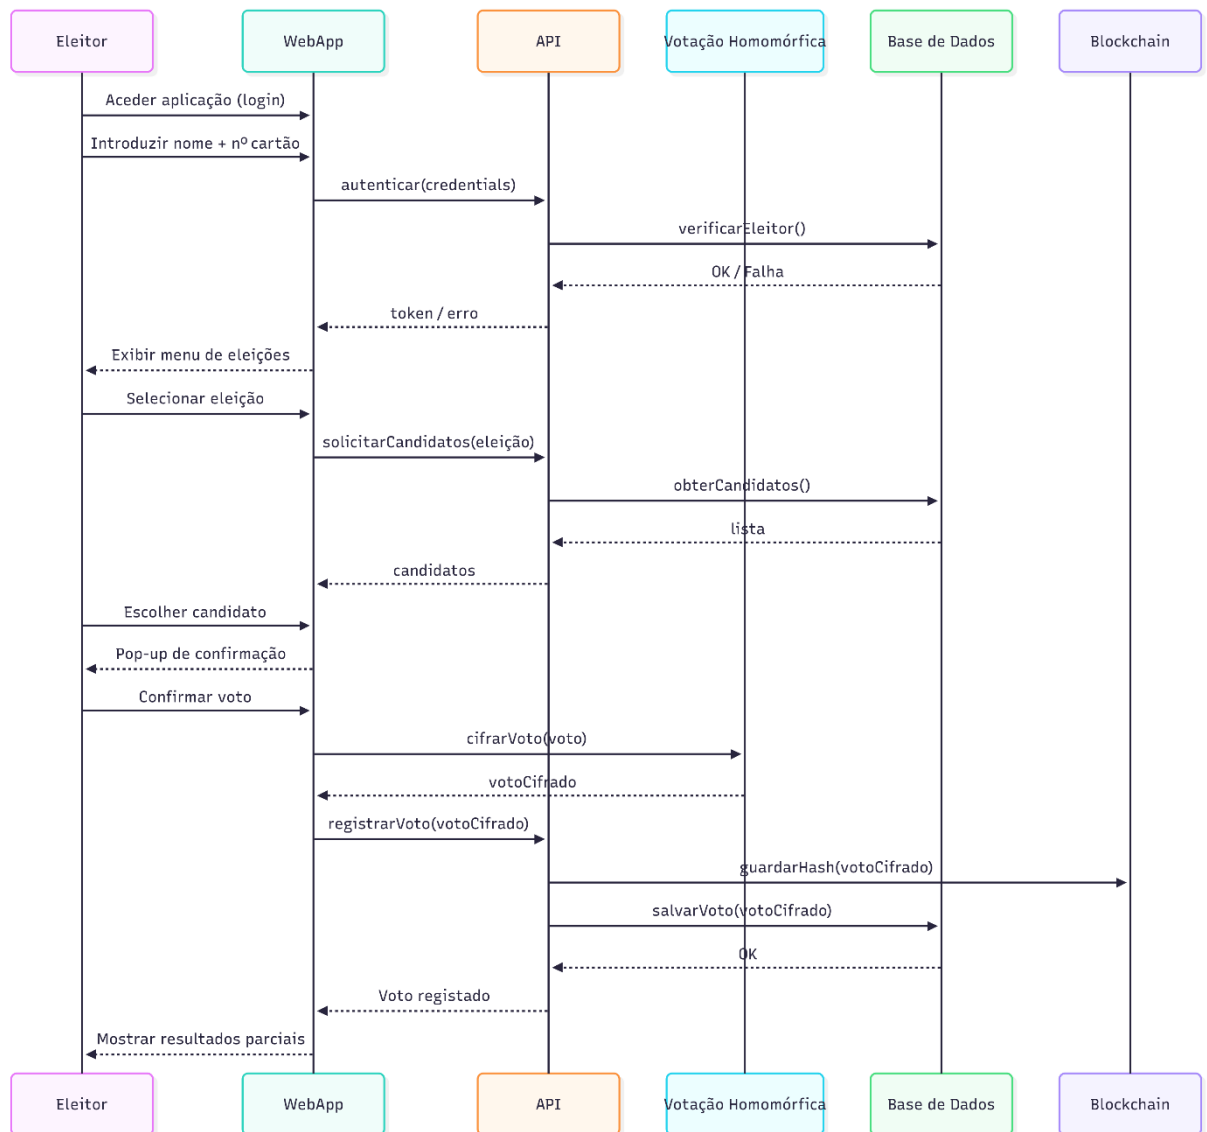 Eleitor
WebApp
API
Votação Homomórfica
Base de Dados
Blockchain
Aceder aplicação (login)
Introduzir nome + nº cartão
autenticar(credentials)
verificarEleitor()
OK / Falha
token / erro
Exibir menu de eleições
Selecionar eleição
solicitarCandidatos(eleição)
obterCandidatos()
lista
candidatos
Escolher candidato
Pop-up de confirmação
Confirmar voto
cifrarVoto(voto)
votoCifrado
registrarVoto(votoCifrado)
guardarHash(votoCifrado)
salvarVoto(votoCifrado)
OK
Voto registado
Mostrar resultados parciais
Eleitor
WebApp
API
Votação Homomórfica
Base de Dados
Blockchain